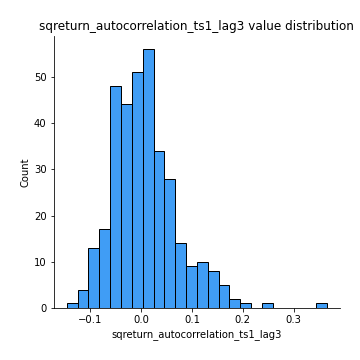 sqreturn_autocorrelation_ts1_lag3 value distribution
50
40
30
20
10
0
Count
−0.1 0.0 0.1 0.2 0.3
sqreturn_autocorrelation_ts1_lag3